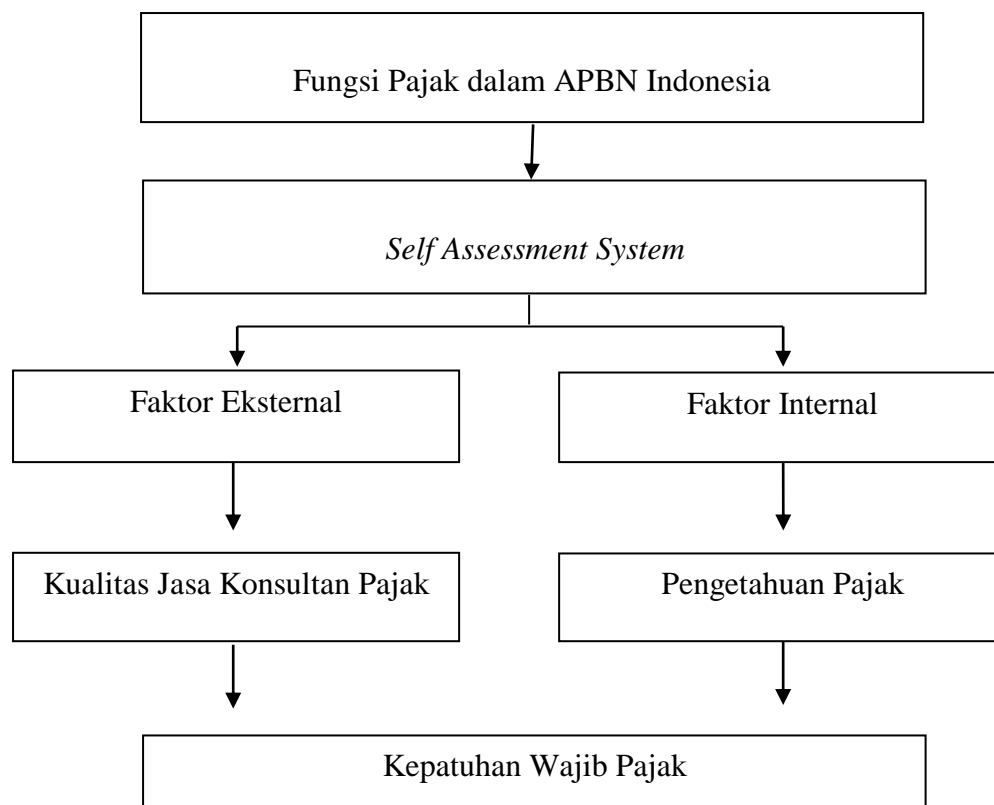 Fungsi Pajak dalam APBN Indonesia
Self Assessment System
Faktor Eksternal
Faktor Internal
Kualitas Jasa Konsultan Pajak
Pengetahuan Pajak
Kepatuhan Wajib Pajak